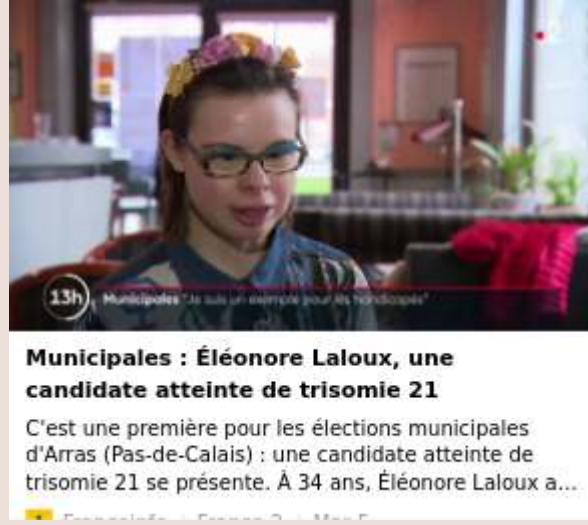 13h
Municipales "Je suis un exemple pour les handicapés"
Municipales : Éléonore Laloux, une
candidate atteinte de trisomie 21
C'est une première pour les élections municipales
d'Arras (Pas-de-Calais) : une candidate atteinte de
trisomie 21 se présente. À 34 ans, Éléonore Laloux a...